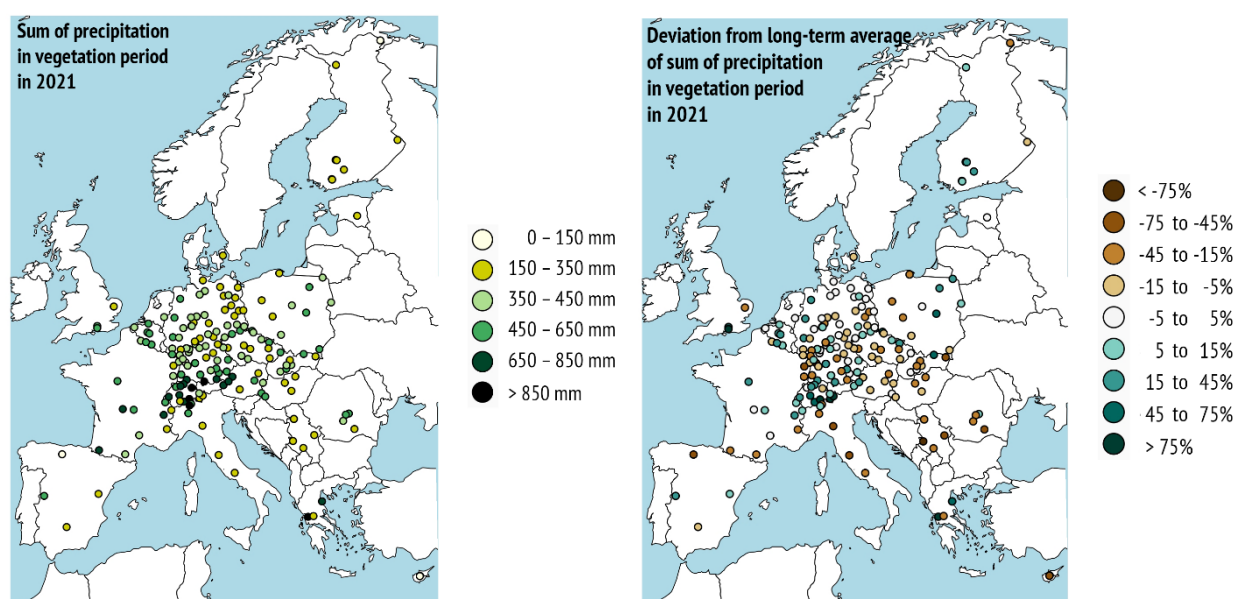 Sum of precipitation
in vegetation period
in 2021
0 – 150 mm
150 – 350 mm
350 – 450 mm
450 – 650 mm
650 – 850 mm
> 850 mm
Deviation from long-term average
of sum of precipitation
in vegetation period
in 2021
< -75%
-75 to -45%
-45 to -15%
-15 to -5%
-5 to 5%
5 to 15%
15 to 45%
45 to 75%
> 75%